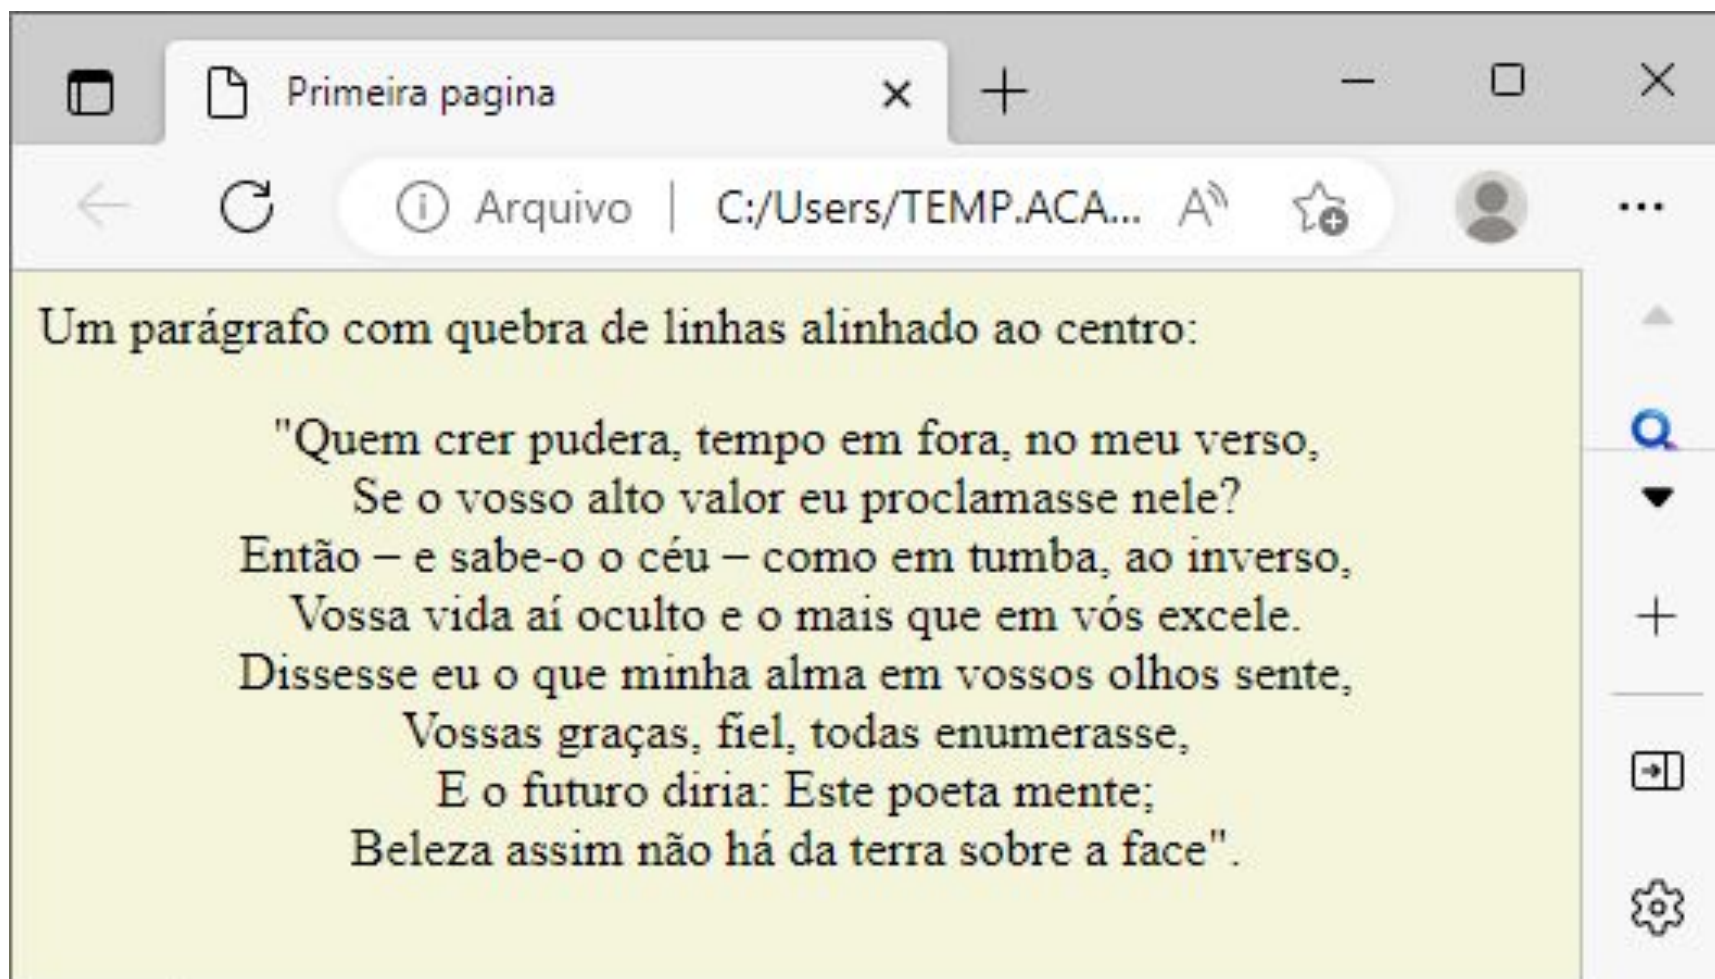 Primeira pagina
Arquivo | C:/Users/TEMP.ACA...
Um parágrafo com quebra de linhas alinhado ao centro:
"Quem crer pudera, tempo em fora, no meu verso,
Se o vosso alto valor eu proclamasse nele?
Então – e sabe-o o céu – como em tumba, ao inverso,
Vossa vida aí oculto e o mais que em vós excele.
Dissesse eu o que minha alma em vossos olhos sente,
Vossas graças, fiel, todas enumerasse,
E o futuro diria: Este poeta mente;
Beleza assim não há da terra sobre a face".